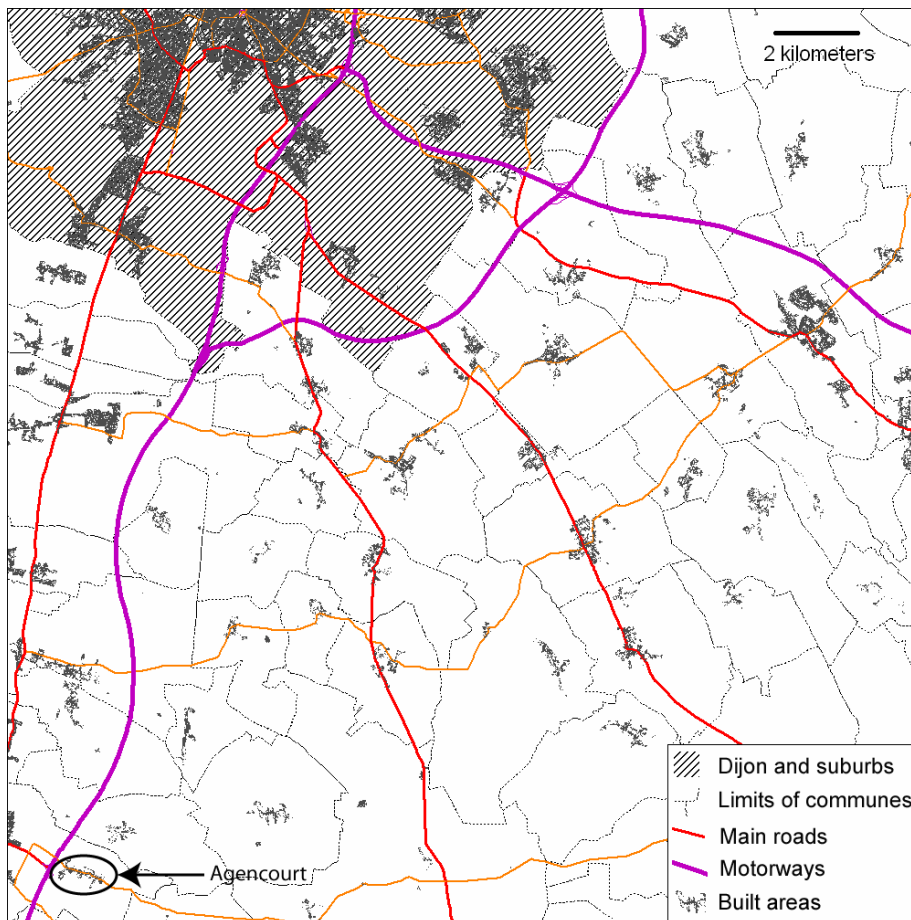 2 kilometers
Dijon and suburbs
Limits of communes
Main roads
Motorways
Built areas
Agencourt